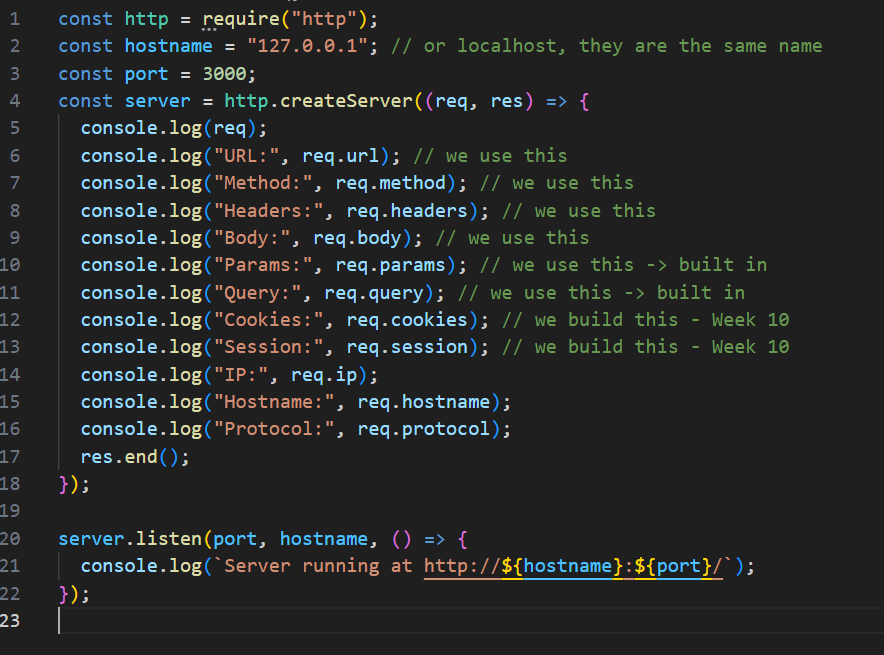 1 const http = require("http");
2 const hostname = "127.0.0.1"; // or localhost, they are the same name
3 const port = 3000;
4 const server = http.createServer((req, res) => {
5   console.log(req);
6   console.log("URL:", req.url); // we use this
7   console.log("Method:", req.method); // we use this
8   console.log("Headers:", req.headers); // we use this
9   console.log("Body:", req.body); // we use this
10   console.log("Params:", req.params); // we use this -> built in
11   console.log("Query:", req.query); // we use this -> built in
12   console.log("Cookies:", req.cookies); // we build this - Week 10
13   console.log("Session:", req.session); // we build this - Week 10
14   console.log("IP:", req.ip);
15   console.log("Hostname:", req.hostname);
16   console.log("Protocol:", req.protocol);
17   res.end();
18 });
19
20 server.listen(port, hostname, () => {
21   console.log(`Server running at http://${hostname}:${port}/`);
22 });
23